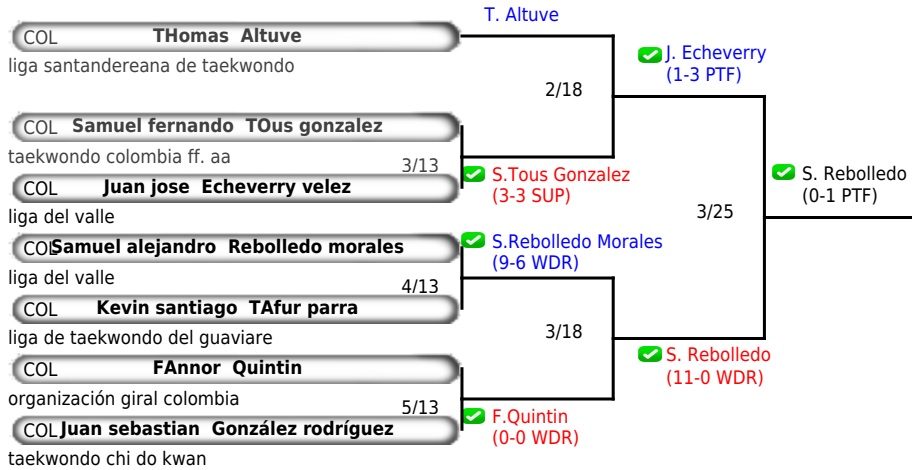 T. Altuve
COL THomas Altuve
liga santandereana de taekwondo
J. Echeverry
(1-3 PTF)
2/18
COL Samuel fernando TOus gonzalez
taekwondo colombia ff. aa
3/13
S.Tous Gonzalez
(3-3 SUP)
COL Juan jose Echeverry velez
liga del valle
S. Rebolledo
(0-1 PTF)
3/25
COL Samuel alejandro Rebolledo morales
liga del valle
S.Rebolledo Morales
(9-6 WDR)
4/13
COL Kevin santiago TAfur parra
liga de taekwondo del guaviare
3/18
COL FAnnor Quintin
organización giral colombia
S. Rebolledo
(11-0 WDR)
5/13
F.Quintin
(0-0 WDR)
COL Juan sebastian González rodríguez
taekwondo chi do kwan